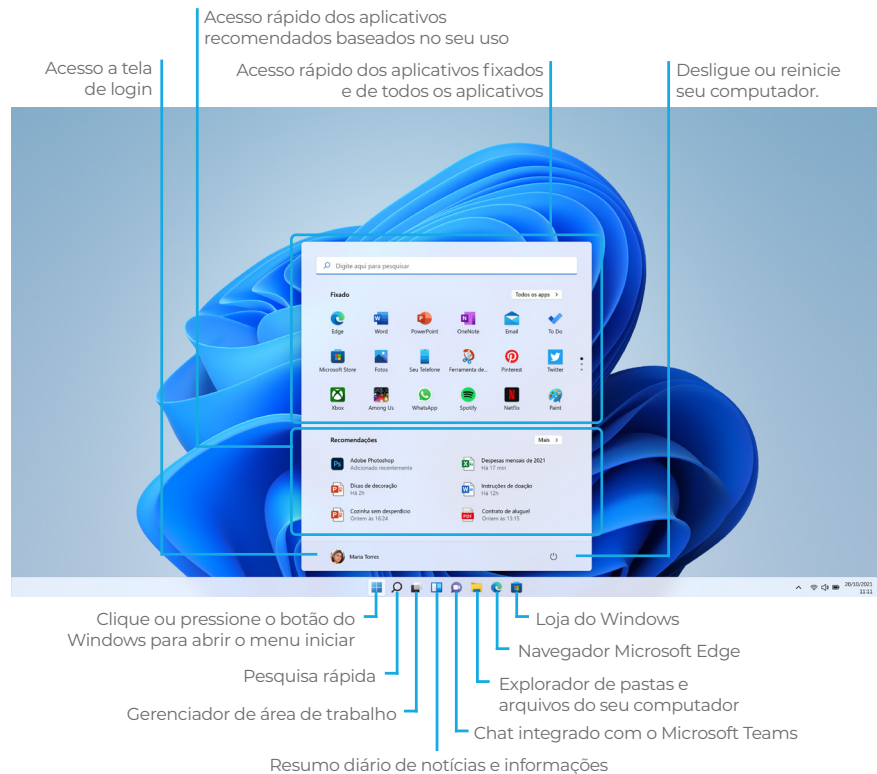 Acesso rápido dos aplicativos
recomendados baseados no seu uso
Acesso a tela
de login
Acesso rápido dos aplicativos fixados
e de todos os aplicativos
Desligue ou reinicie
seu computador.
Digite aqui para pesquisar
Fixado
Todos os apps >
Edge
Word
PowerPoint
OneNote
Email
To Do
Microsoft Store
Fotos
Seu Telefone
Ferramenta de...
Pinterest
Twitter
Xbox
Among Us
WhatsApp
Spotify
Netflix
Paint
Recomendações
Mais >
Ps
Adobe Photoshop
Adicionado recentemente
Despesas mensais de 2021
Há 17 min
Dicas de decoração
Há 2h
Instruções de doação
Há 12h
Cozinha sem desperdício
Ontem às 16:24
PDF
Contrato de aluguel
Ontem às 13:15
Maria Torres
20/10/2021
11:11
Clique ou pressione o botão do
Windows para abrir o menu iniciar
Loja do Windows
Navegador Microsoft Edge
Pesquisa rápida
Explorador de pastas e
arquivos do seu computador
Gerenciador de área de trabalho
Chat integrado com o Microsoft Teams
Resumo diário de notícias e informações